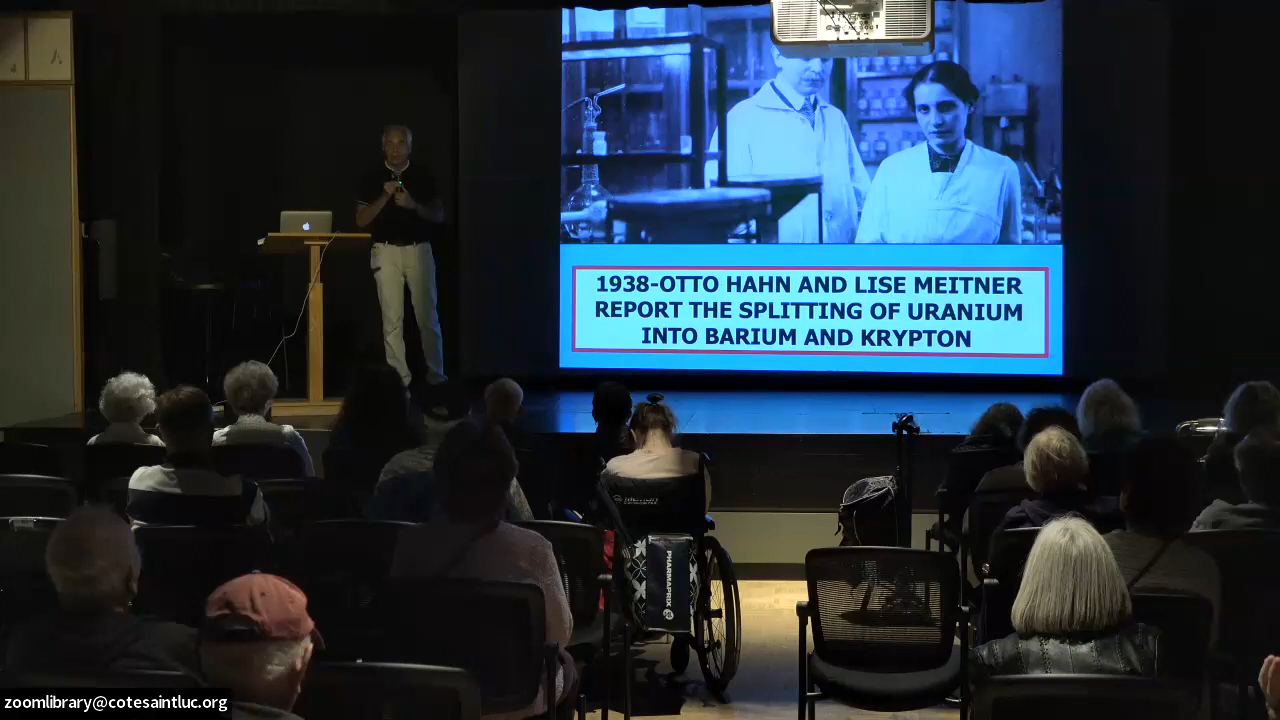 1938-OTTO HAHN AND LISE MEITNER
REPORT THE SPLITTING OF URANIUM
INTO BARIUM AND KRYPTON
PHARMAPRIX
zoomlibrary@cotesaintluc.org